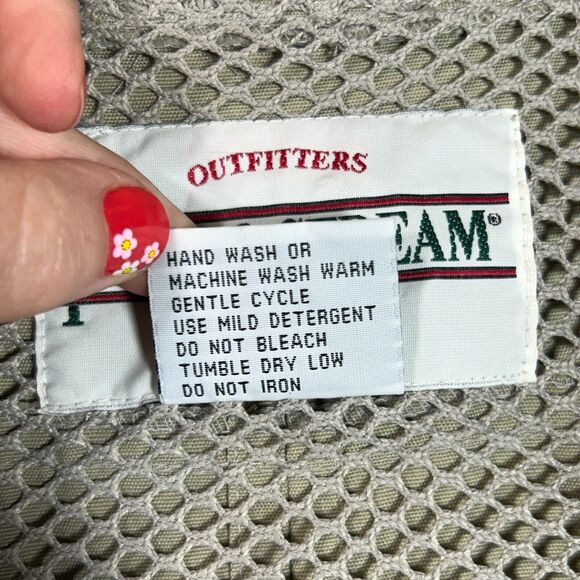 OUTFITTERS
STREAM®
HAND WASH OR
MACHINE WASH WARM
GENTLE CYCLE
USE MILD DETERGENT
DO NOT BLEACH
TUMBLE DRY LOW
DO NOT IRON